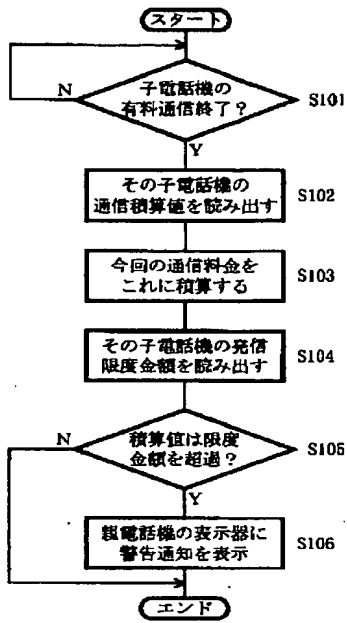 スタート
子電話機の
有料通信終了?
S101
N
Y
その子電話機の
通信積算値を読み出す
S102
今回の通信料金を
これに積算する
S103
その子電話機の発信
限度金額を読み出す
S104
積算値は限度
金額を超過?
S105
N
Y
親電話機の表示器に
警告通知を表示
S106
エンド